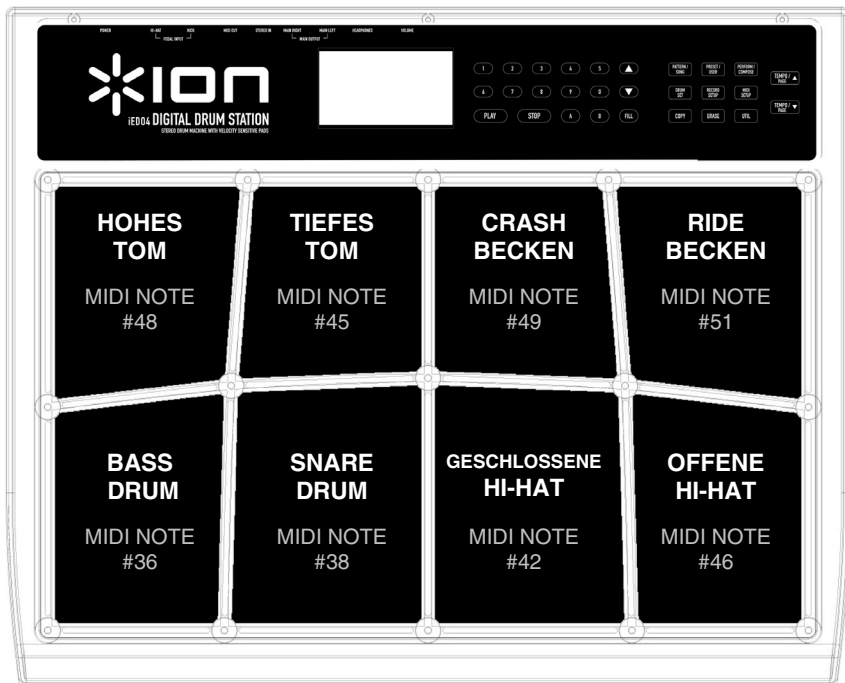 POWER HI-HAT KICK MIDI OUT STEREO IN MAIN RIGHT MAIN LEFT HEADPHONES VOLUME
PEDAL INPUT MAIN OUTPUT
ION
iED04 DIGITAL DRUM STATION
STEREO DRUM MACHINE WITH VELOCITY SENSITIVE PADS
1 2 3 4 5 ▲
6 7 8 9 0 ▼
PLAY STOP A B FILL
PATTERN / SONG
PRESET / USER
PERFORM / COMPOSE
DRUM SET
RECORD SETUP
MIDI SETUP
COPY ERASE UTIL
TEMPO / PAGE ▲
TEMPO / PAGE ▼
HOHES
TOM
MIDI NOTE
#48
TIEFES
TOM
MIDI NOTE
#45
CRASH
BECKEN
MIDI NOTE
#49
RIDE
BECKEN
MIDI NOTE
#51
BASS
DRUM
MIDI NOTE
#36
SNARE
DRUM
MIDI NOTE
#38
GESCHLOSSENE
HI-HAT
MIDI NOTE
#42
OFFENE
HI-HAT
MIDI NOTE
#46